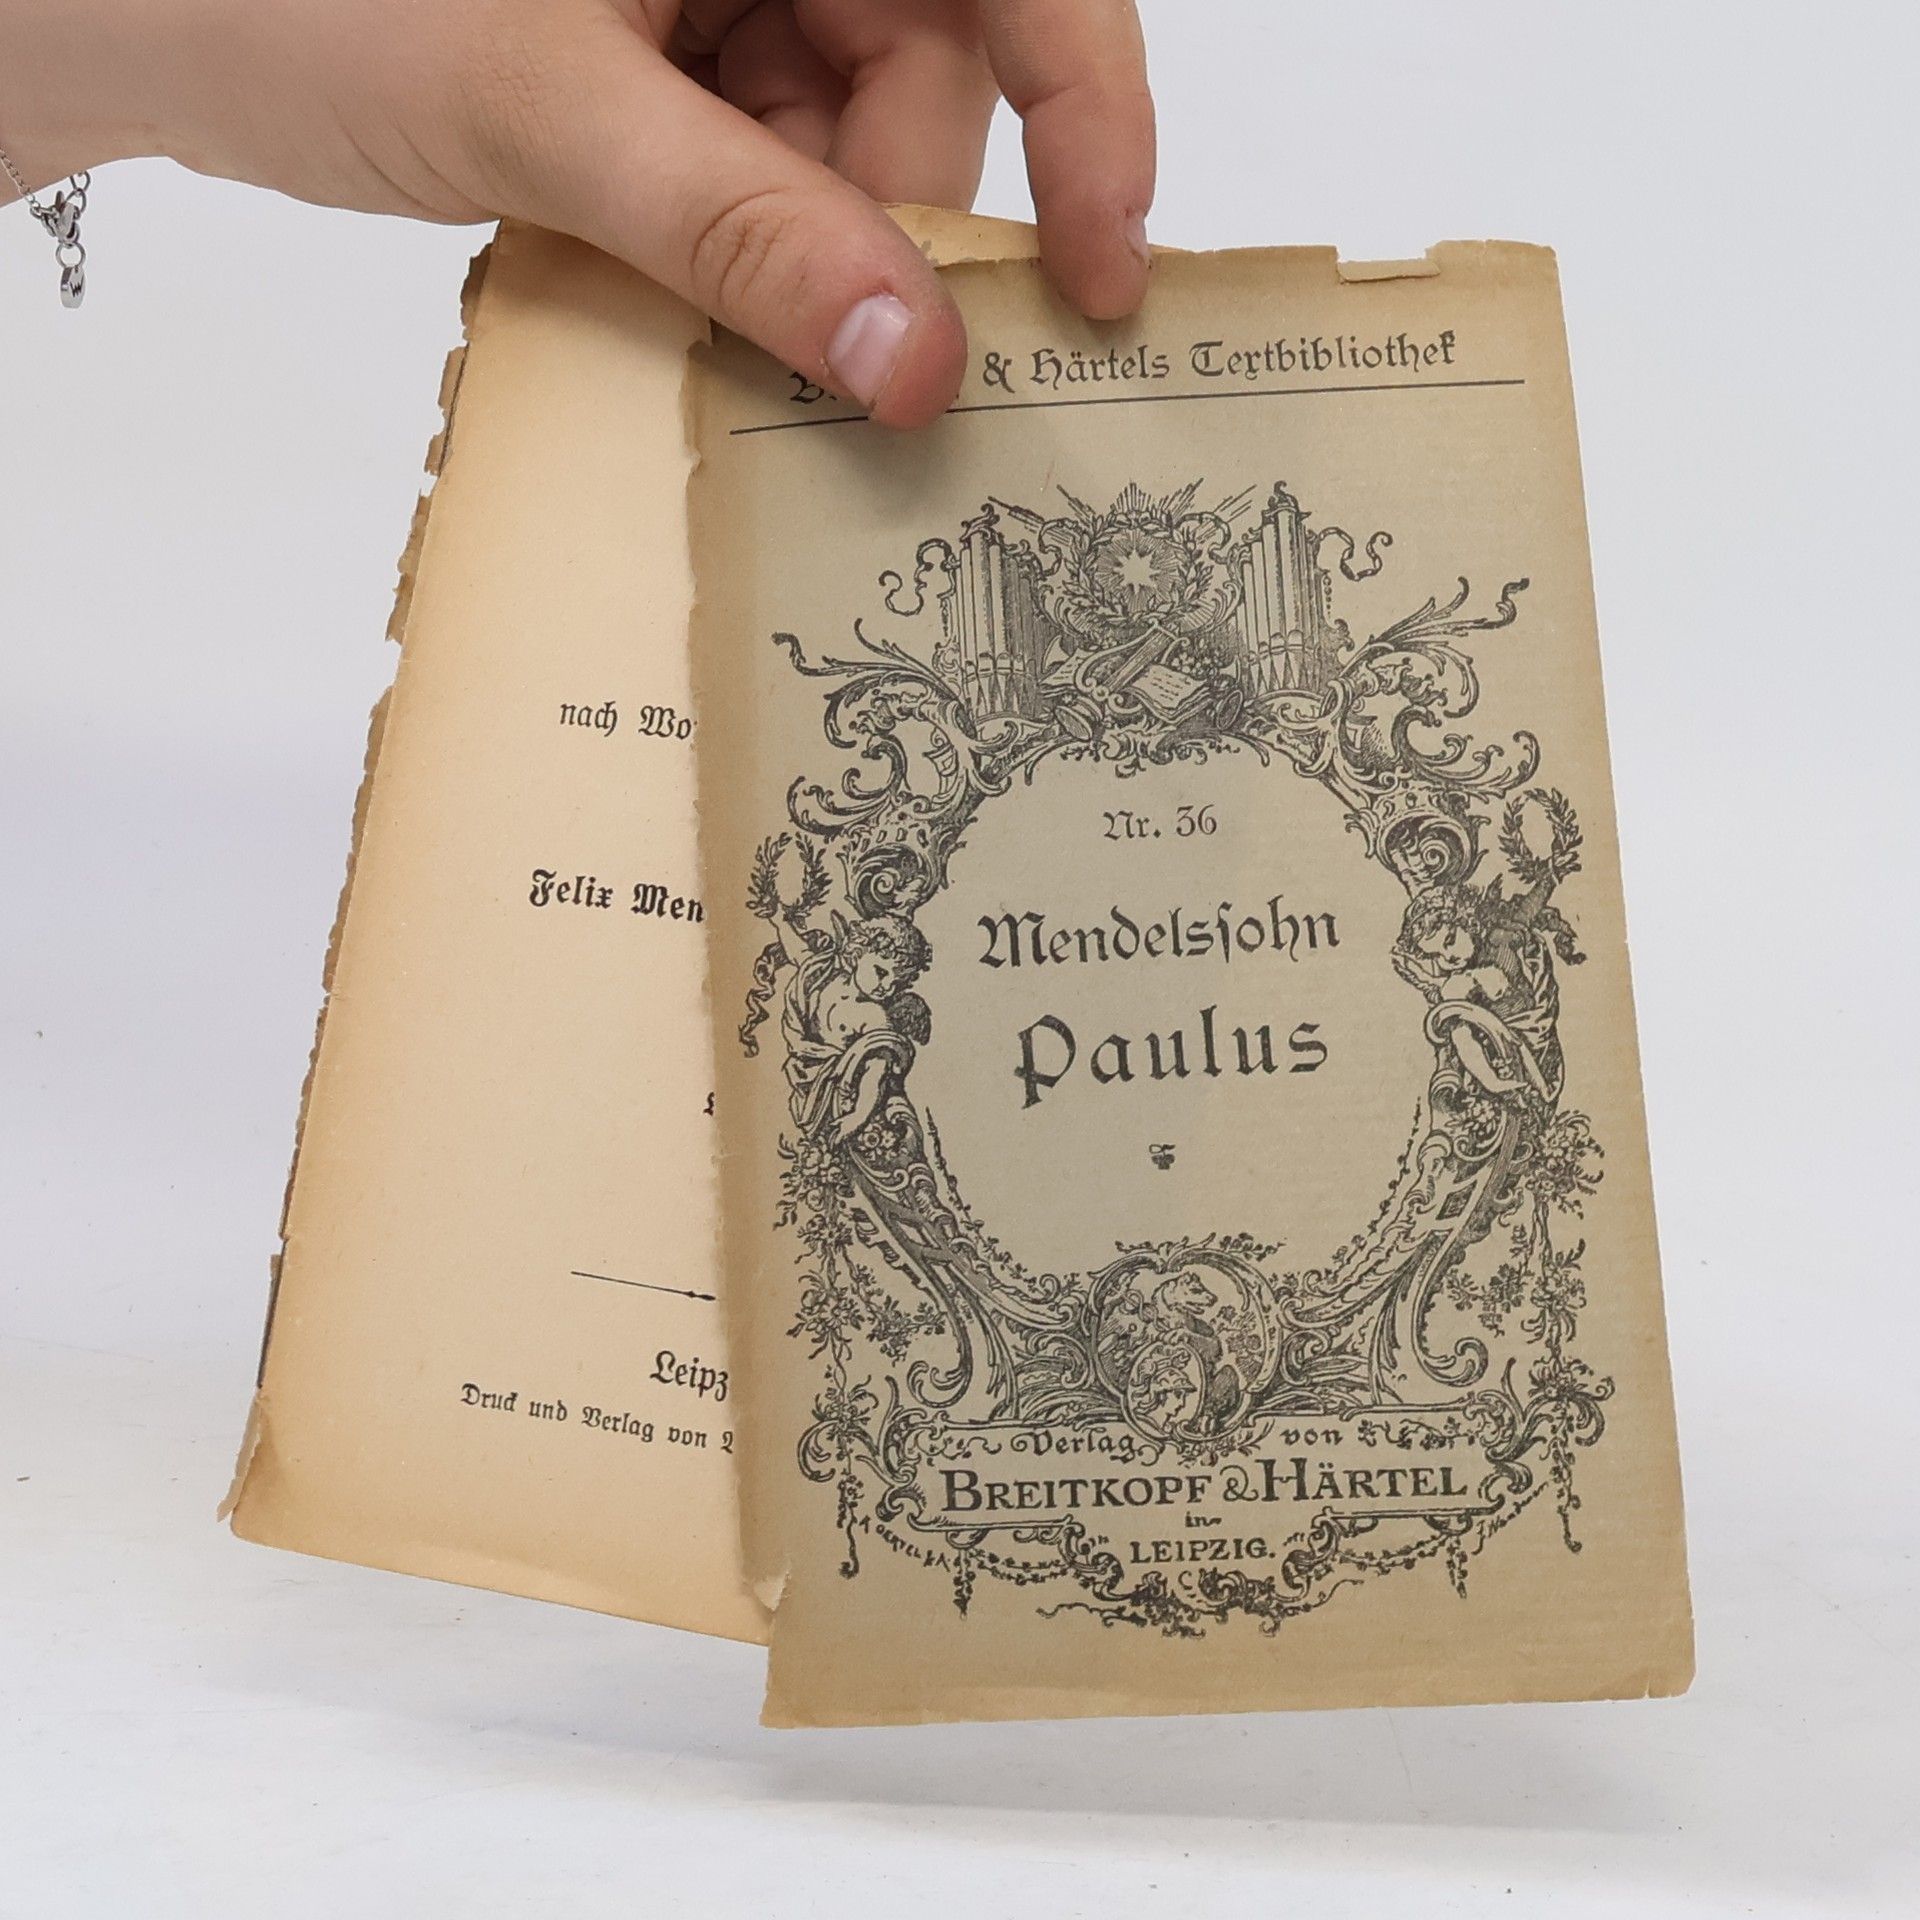 & Härtels Textbibliothek
Nr. 36
Mendelsſohn
Paulus
Verlag von
BREITKOPF & HÄRTEL
in
LEIPZIG.
nach
Felix Men
Leipz
Druck und Verlag von